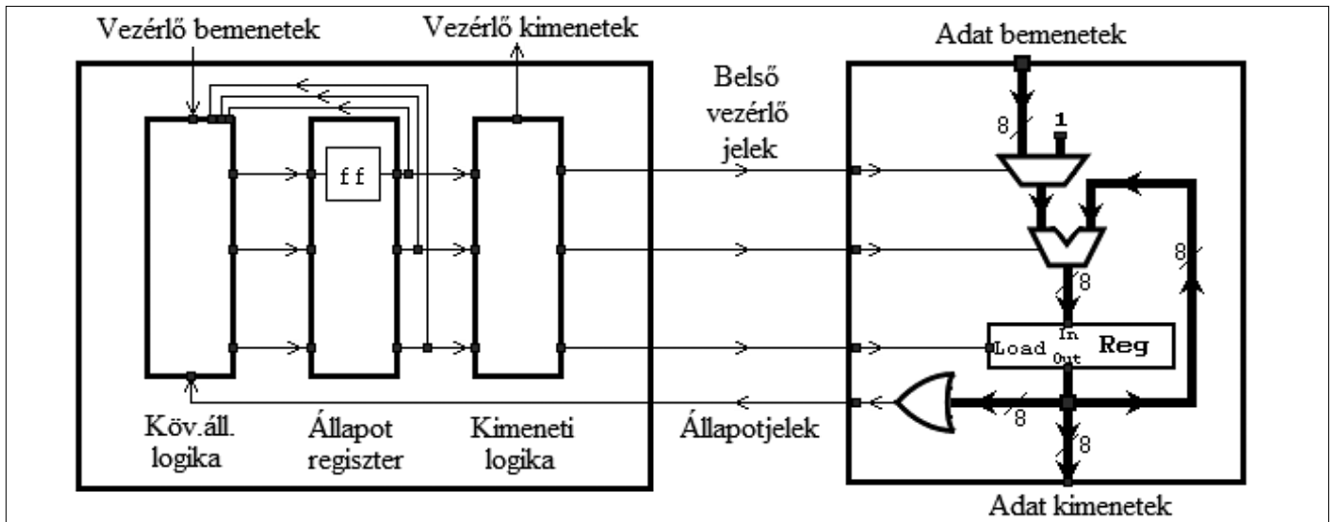 Vezérlő bemenetek
Vezérlő kimenetek
Adat bemenetek
Belső
vezérlő
jelek
8
1
ff
8
8
In
Load
Out
Reg
8
8
Köv.áll.
logika
Állapot
regiszter
Kimeneti
logika
Állapotjelek
Adat kimenetek